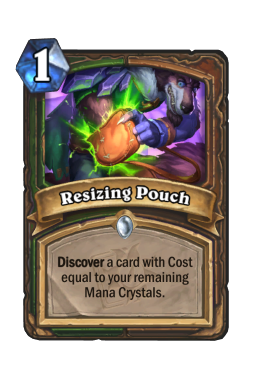 1
Resizing Pouch
Discover a card with Cost
equal to your remaining
Mana Crystals.